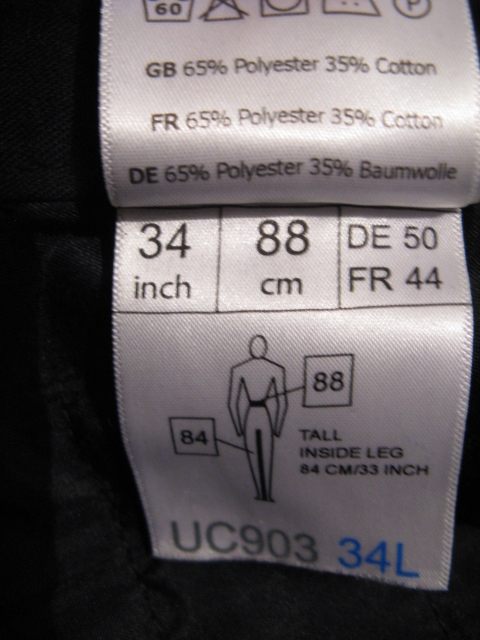 60 P
GB 65% Polyester 35% Cotton
FR 65% Polyester 35% Cotton
DE 65% Polyester 35% Baumwolle
34 inch
88 cm
DE 50
FR 44
88
84
TALL
INSIDE LEG
84 CM/33 INCH
UC903 34L